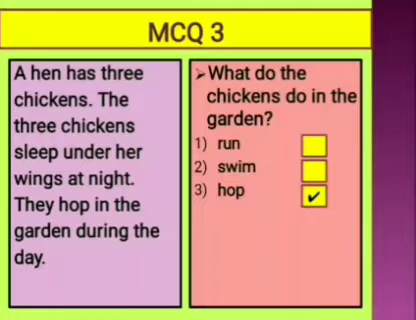 MCQ 3
A hen has three
chickens. The
three chickens
sleep under her
wings at night.
They hop in the
garden during the
day.
➢What do the
chickens do in the
garden?
1) run
2) swim
3) hop ✔